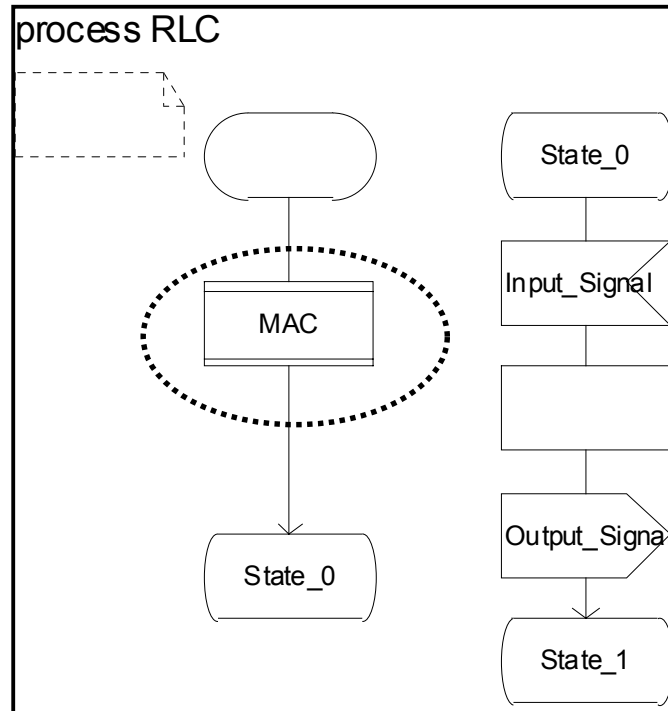 process RLC
MAC
State_0
State_0
Input_Signal
Output_Signa
State_1